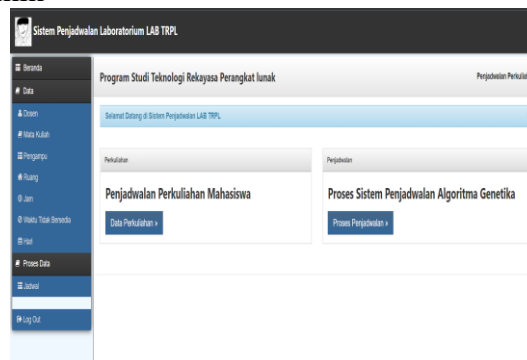 Sistem Penjadwalan Laboratorium LAB TRPL
Beranda
Data
Dosen
Mata Kuliah
Pengampu
Ruang
Jam
Waktu Tidak Bersedia
Hari
Proses Data
Jadwal
Log Out
Program Studi Teknologi Rekayasa Perangkat lunak
Penjadwalan
Selamat Datang di Sistem Penjadwalan LAB TRPL
Perkuliahan
Penjadwalan Perkuliahan Mahasiswa
Data Perkuliahan »
Penjadwalan
Proses Sistem Penjadwalan Algoritma Genetika
Proses Penjadwalan »